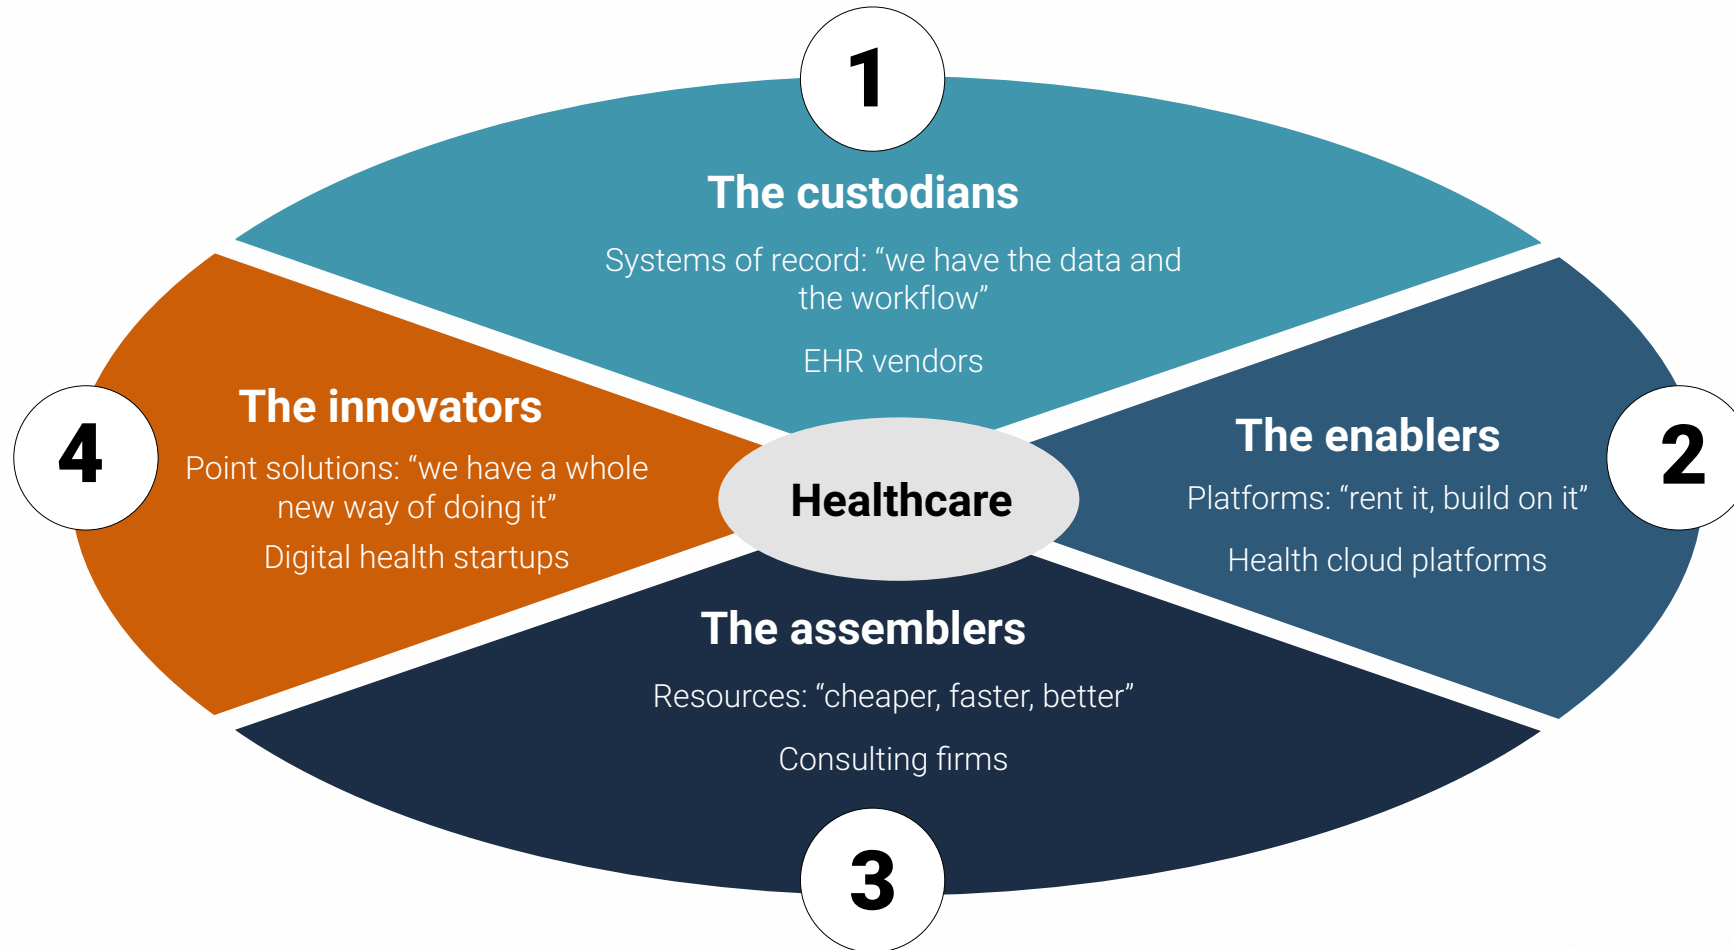 1
The custodians
Systems of record: “we have the data and
the workflow”
EHR vendors
2
The enablers
Platforms: “rent it, build on it”
Health cloud platforms
3
The assemblers
Resources: “cheaper, faster, better”
Consulting firms
4
The innovators
Point solutions: “we have a whole
new way of doing it”
Digital health startups
Healthcare